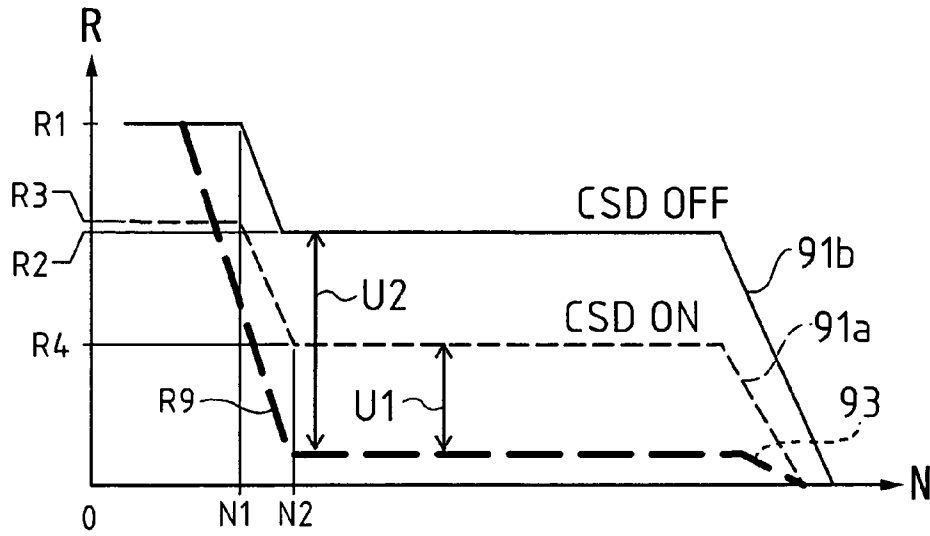 R
R1
R3
R2
R4
R9
CSD OFF
91b
U2
CSD ON
91a
U1
93
0
N1
N2
N